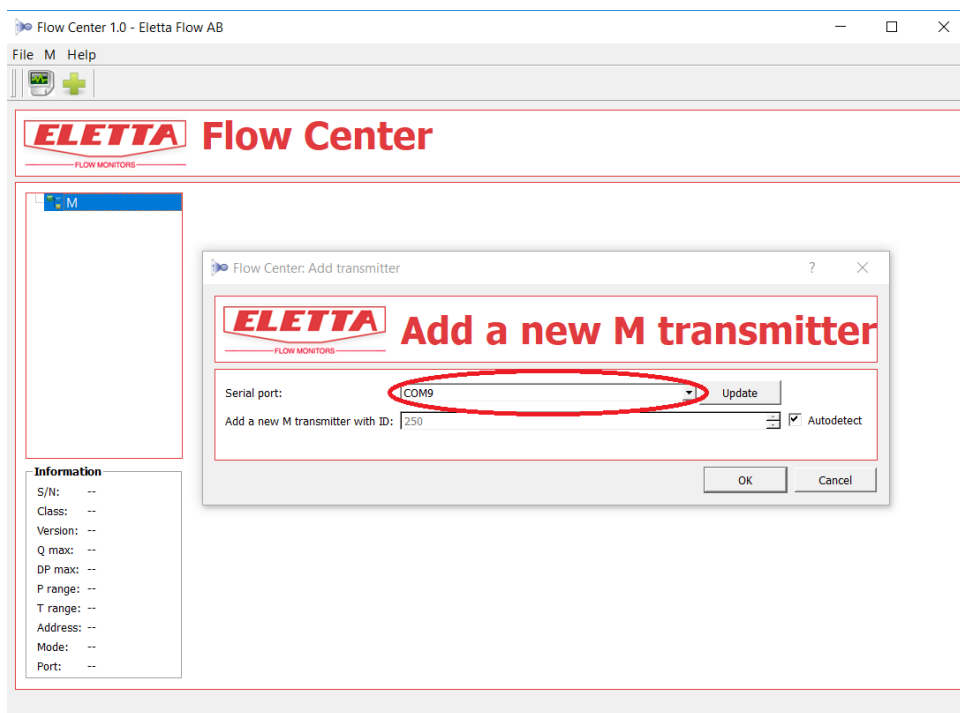 Flow Center 1.0 - Eletta Flow AB
File M Help
ELETTA
FLOW MONITORS
Flow Center
M
Flow Center: Add transmitter
ELETTA
FLOW MONITORS
Add a new M transmitter
Serial port: COM9 Update
Add a new M transmitter with ID: 250 Autodetect
OK Cancel
Information
S/N: --
Class: --
Version: --
Q max: --
DP max: --
P range: --
T range: --
Address: --
Mode: --
Port: --